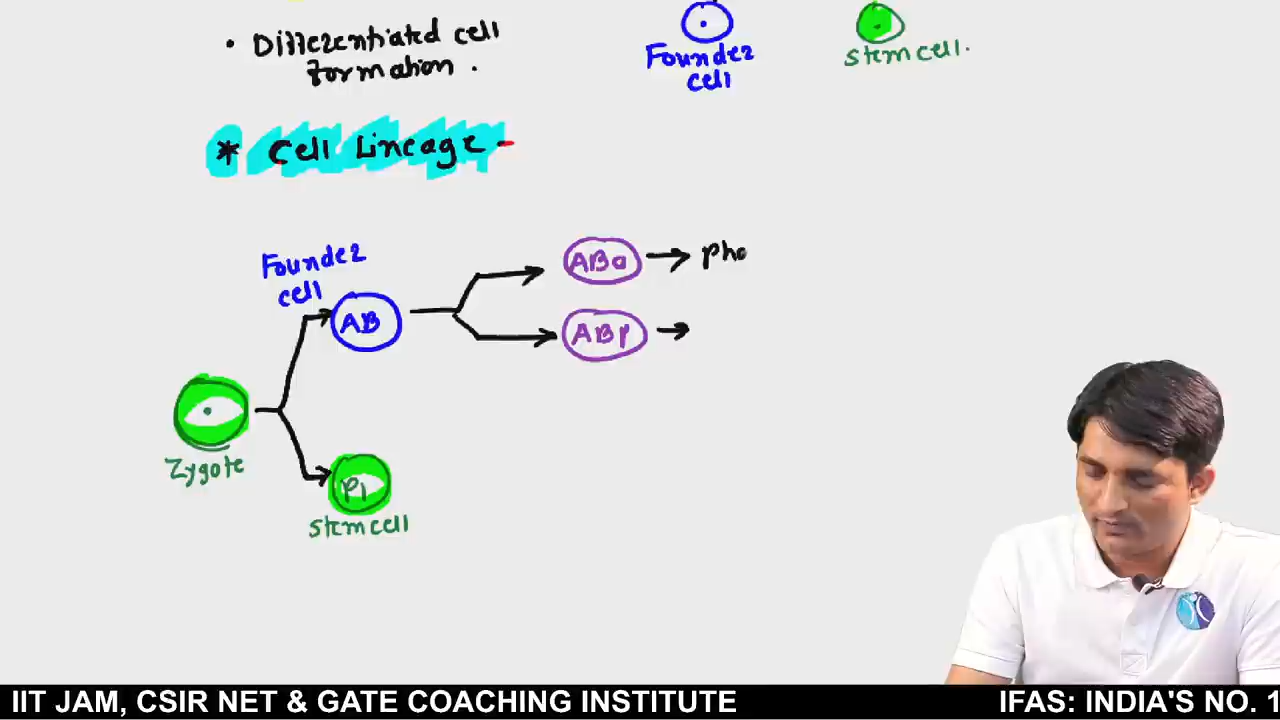 • Differentiated cell
formation .
Founder
cell
stem cell.
* Cell Lineage -
Founder
cell
AB
ABa → pha
ABp →
Zygote
P1
stem cell
IIT JAM, CSIR NET & GATE COACHING INSTITUTE
IFAS: INDIA'S NO. 1